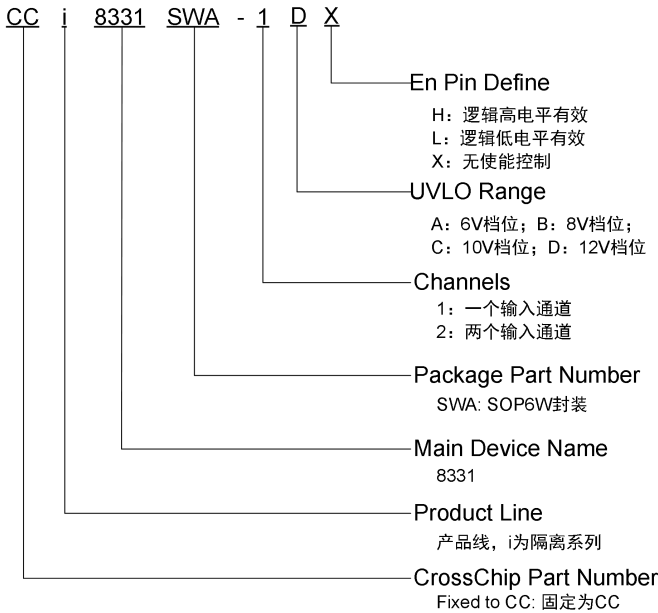 CC i 8331 SWA - 1 D X
En Pin Define
H：逻辑高电平有效
L：逻辑低电平有效
X：无使能控制
UVLO Range
A：6V档位；B：8V档位；
C：10V档位；D：12V档位
Channels
1：一个输入通道
2：两个输入通道
Package Part Number
SWA: SOP6W封装
Main Device Name
8331
Product Line
产品线，i为隔离系列
CrossChip Part Number
Fixed to CC: 固定为CC